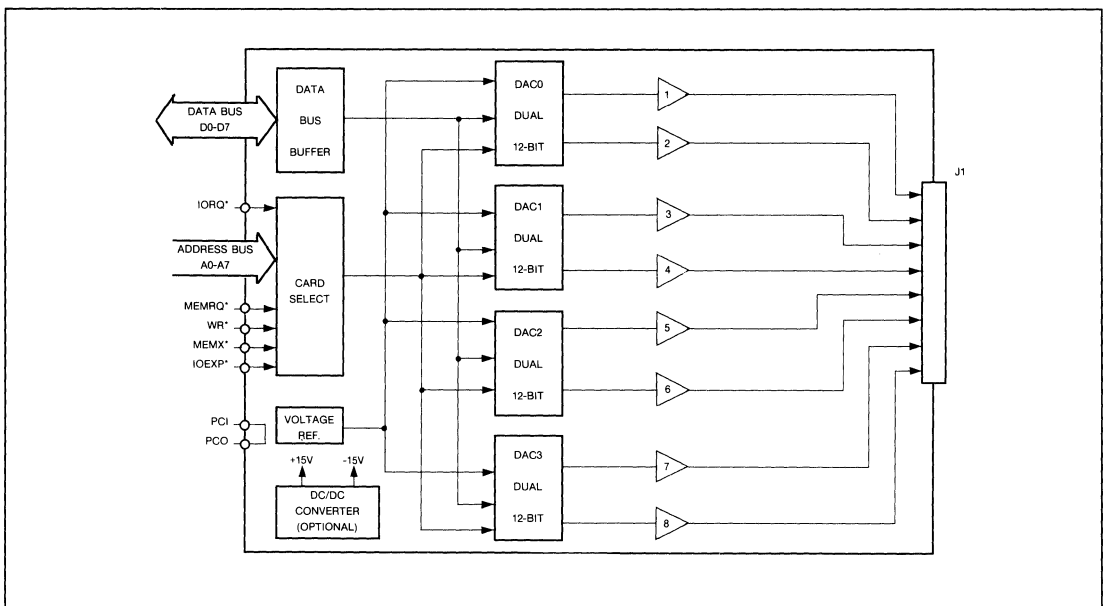 DATA
BUS
BUFFER
DATA BUS
D0-D7
IORQ*
ADDRESS BUS
A0-A7
CARD
SELECT
MEMRQ*
WR*
MEMX*
IOEXP*
PCI
PCO
VOLTAGE
REF.
+15V
-15V
DC/DC
CONVERTER
(OPTIONAL)
DAC0
DUAL
12-BIT
DAC1
DUAL
12-BIT
DAC2
DUAL
12-BIT
DAC3
DUAL
12-BIT
1
2
3
4
5
6
7
8
J1